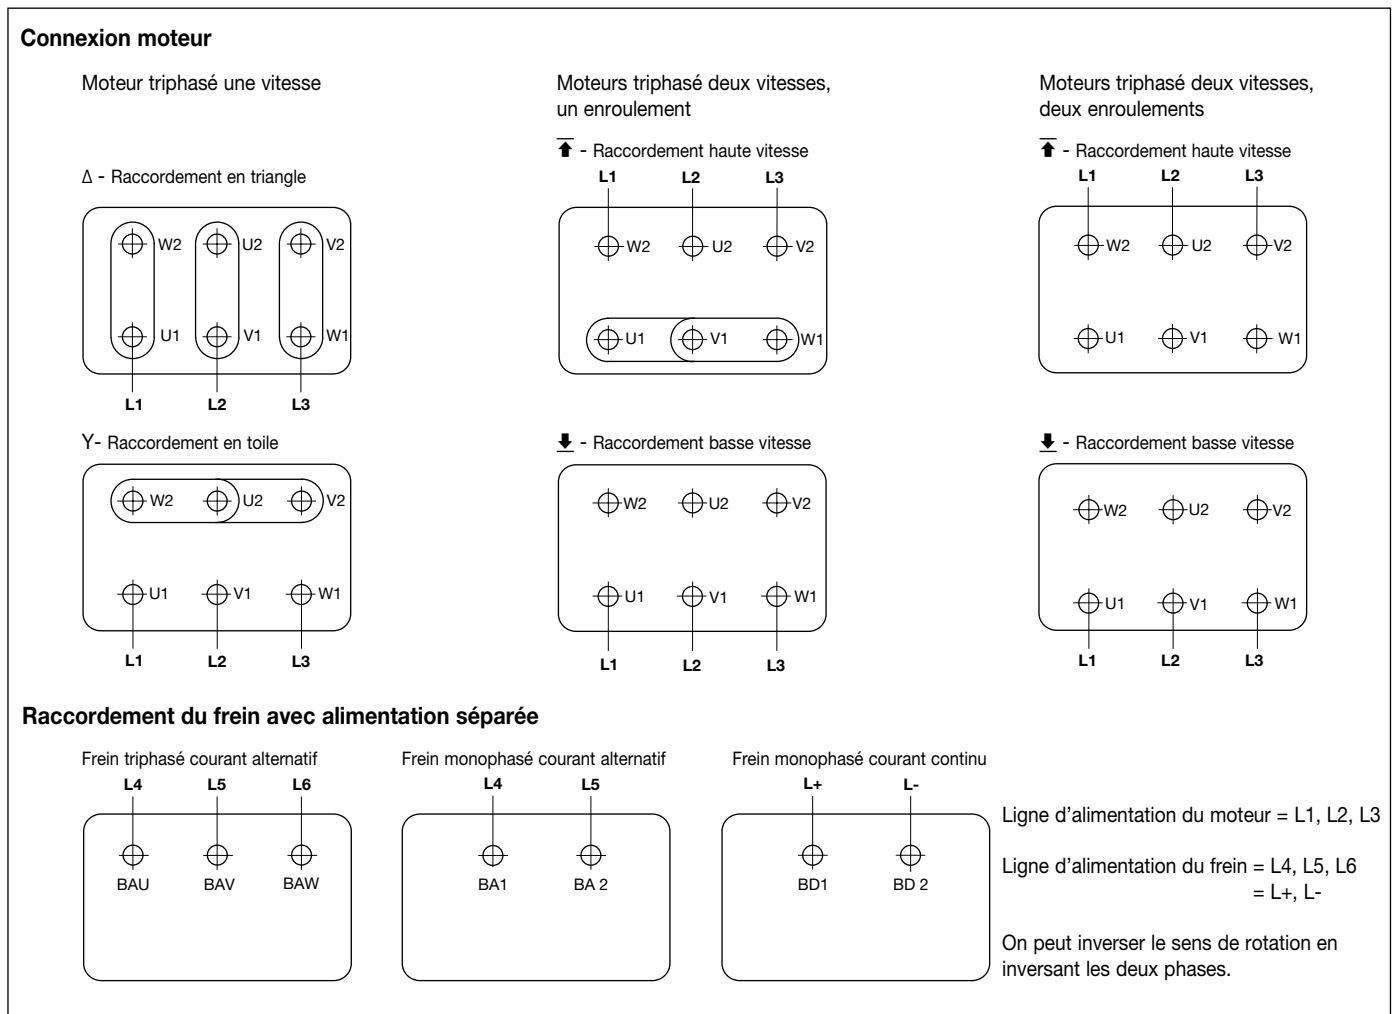 Connexion moteur
Moteur triphasé une vitesse
Δ - Raccordement en triangle
W2 U2 V2
U1 V1 W1
L1 L2 L3
Y- Raccordement en toile
W2 U2 V2
U1 V1 W1
L1 L2 L3
Moteurs triphasé deux vitesses,
un enroulement
- Raccordement haute vitesse
L1 L2 L3
W2 U2 V2
U1 V1 W1
- Raccordement basse vitesse
W2 U2 V2
U1 V1 W1
L1 L2 L3
Moteurs triphasé deux vitesses,
deux enroulements
- Raccordement haute vitesse
L1 L2 L3
W2 U2 V2
U1 V1 W1
- Raccordement basse vitesse
W2 U2 V2
U1 V1 W1
L1 L2 L3
Raccordement du frein avec alimentation séparée
Frein triphasé courant alternatif
L4 L5 L6
BAU BAV BAW
Frein monophasé courant alternatif
L4 L5
BA1 BA 2
Frein monophasé courant continu
L+ L-
BD1 BD 2
Ligne d'alimentation du moteur = L1, L2, L3
Ligne d'alimentation du frein = L4, L5, L6
= L+, L-
On peut inverser le sens de rotation en
inversant les deux phases.